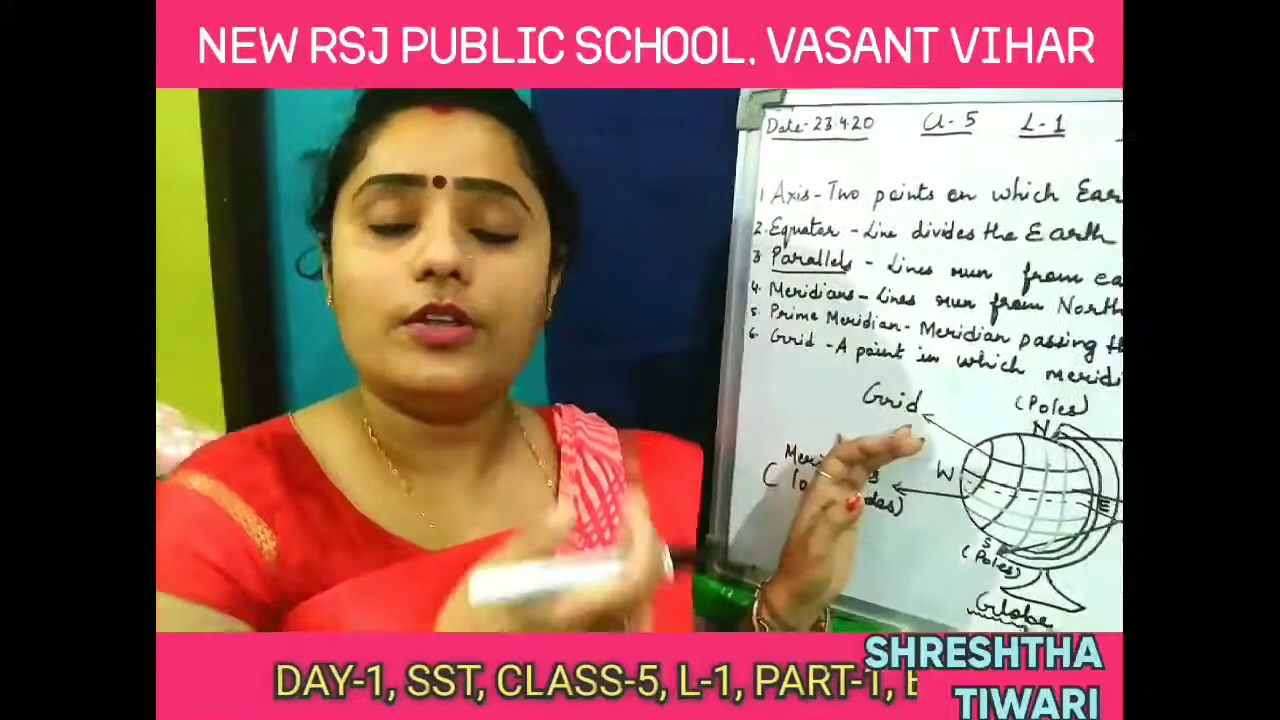 NEW RSJ PUBLIC SCHOOL, VASANT VIHAR
Date- 23.4.20 Cl- 5 L- 1
1 Axis - Two points on which Ear
2. Equator - Line divides the Earth
3 Parallels - Lines run from ea
4. Meridians - Lines run from North
5. Prime Meridian - Meridian passing th
6. Grid - A point in which meridi
Grid
(Poles)
N
W
E
S
(Poles)
Globe
SHRESHTHA
DAY-1, SST, CLASS-5, L-1, PART-1,
TIWARI